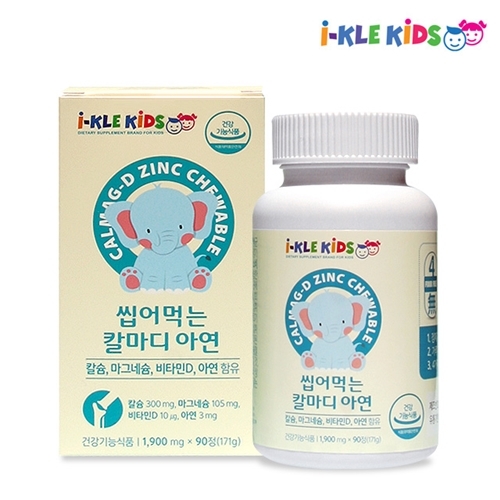 i-KLE KiDS
i-KLE KiDS
DIETARY SUPPLEMENT BRAND FOR KIDS
건강
기능식품
CALMAG-D ZINC CHEWABLE
씹어먹는
칼마디 아연
칼슘, 마그네슘, 비타민D, 아연 함유
칼슘 300 mg, 마그네슘 105 mg,
비타민D 10 μg, 아연 3 mg
건강기능식품 | 1,900 mg × 90정(171g)
i-KLE KiDS
DIETARY SUPPLEMENT BRAND FOR KIDS
CALMAG-D ZINC CHEWABLE
씹어먹는
칼마디 아연
칼슘, 마그네슘, 비타민D, 아연 함유
건강기능식품 | 1,900 mg × 90정(171g)
건강
기능식품
4
無
1.
2.
3.